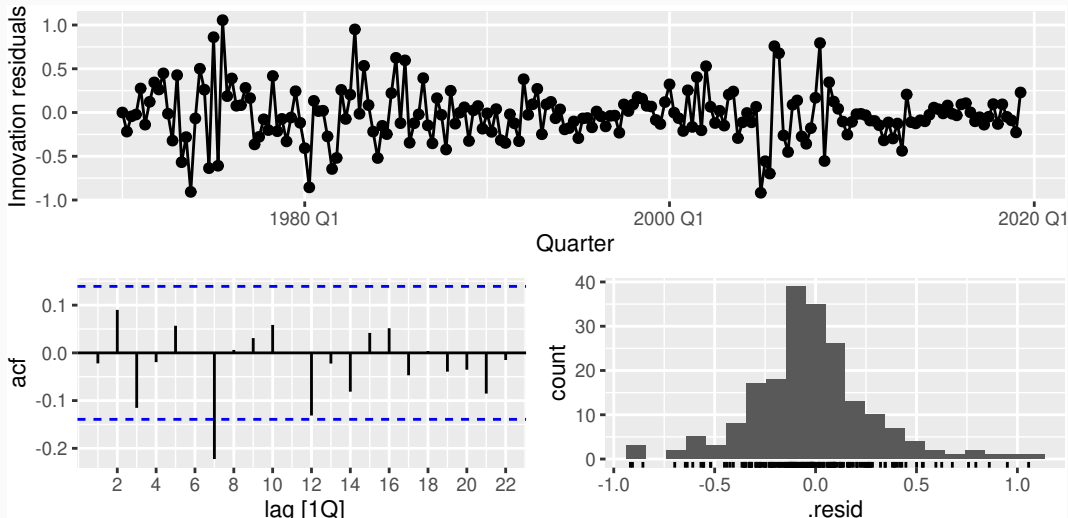 Innovation residuals
1.0
0.5
0.0
-0.5
-1.0
1980 Q1
2000 Q1
2020 Q1
Quarter
acf
0.1
0.0
-0.1
-0.2
2 4 6 8 10 12 14 16 18 20 22
lag [1Q]
count
40
30
20
10
0
-1.0 -0.5 0.0 0.5 1.0
.resid